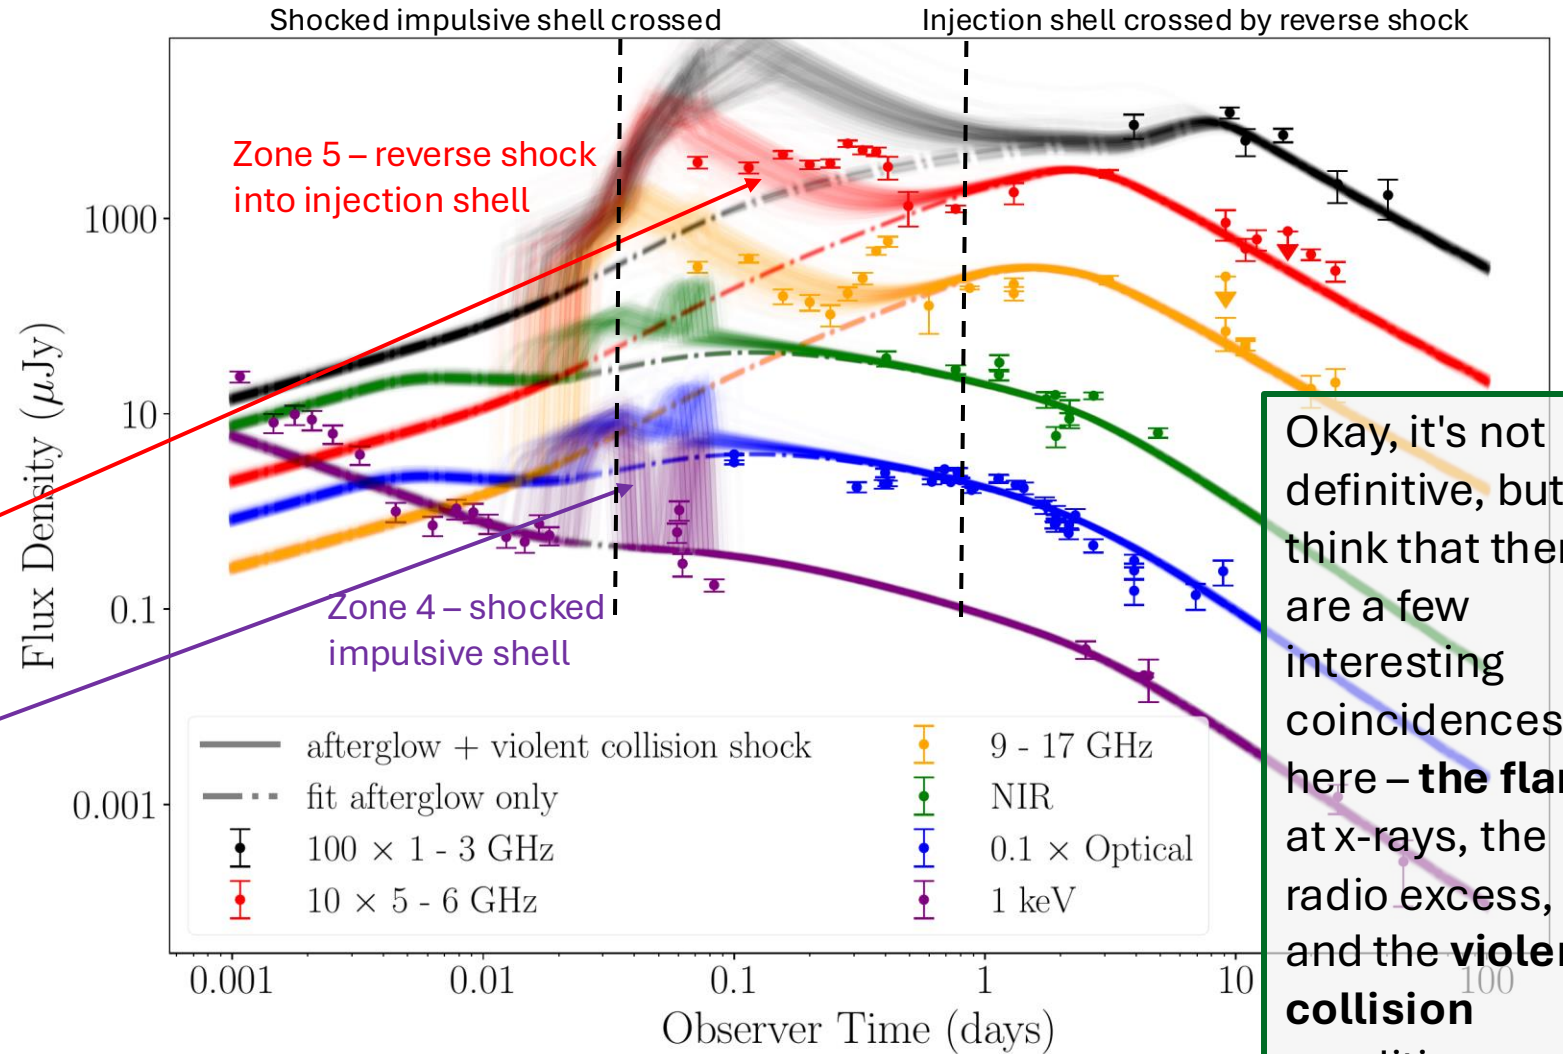 Shocked impulsive shell crossed
Injection shell crossed by reverse shock
Zone 5 – reverse shock
into injection shell
Zone 4 – shocked
impulsive shell
Flux Density (μJy)
1000
10
0.1
0.001
afterglow + violent collision shock
fit afterglow only
100 × 1 - 3 GHz
10 × 5 - 6 GHz
9 - 17 GHz
NIR
0.1 × Optical
1 keV
0.001
0.01
0.1
1
10
100
Observer Time (days)
Okay, it's not
definitive, but
think that
are a few
interesting
coincidences
here – the
at x-rays, the
radio excess,
and the
collision